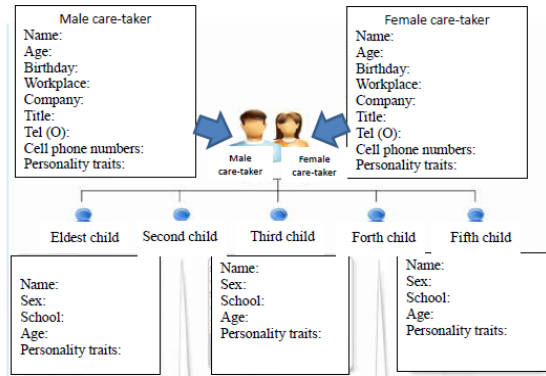 Male care-taker
Name:
Age:
Birthday:
Workplace:
Company:
Title:
Tel (O):
Cell phone numbers:
Personality traits:
Female care-taker
Name:
Age:
Birthday:
Workplace:
Company:
Title:
Tel (O):
Cell phone numbers:
Personality traits:
Male
care-taker
Female
care-taker
Eldest child
Second child
Third child
Forth child
Fifth child
Name:
Sex:
School:
Age:
Personality traits:
Name:
Sex:
School:
Age:
Personality traits:
Name:
Sex:
School:
Age:
Personality traits: